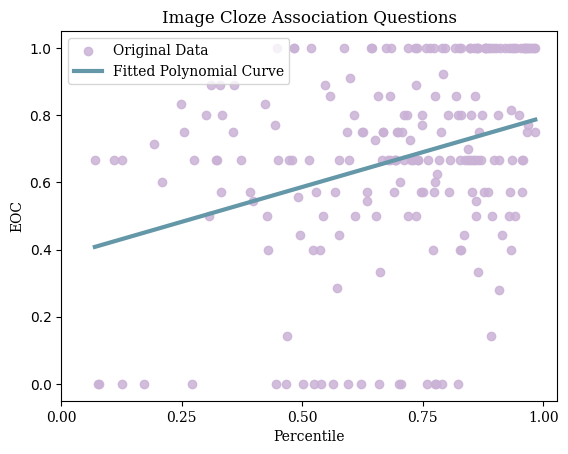 Image Cloze Association Questions
Original Data
Fitted Polynomial Curve
EOC
1.0
0.8
0.6
0.4
0.2
0.0
0.00 0.25 0.50 0.75 1.00
Percentile